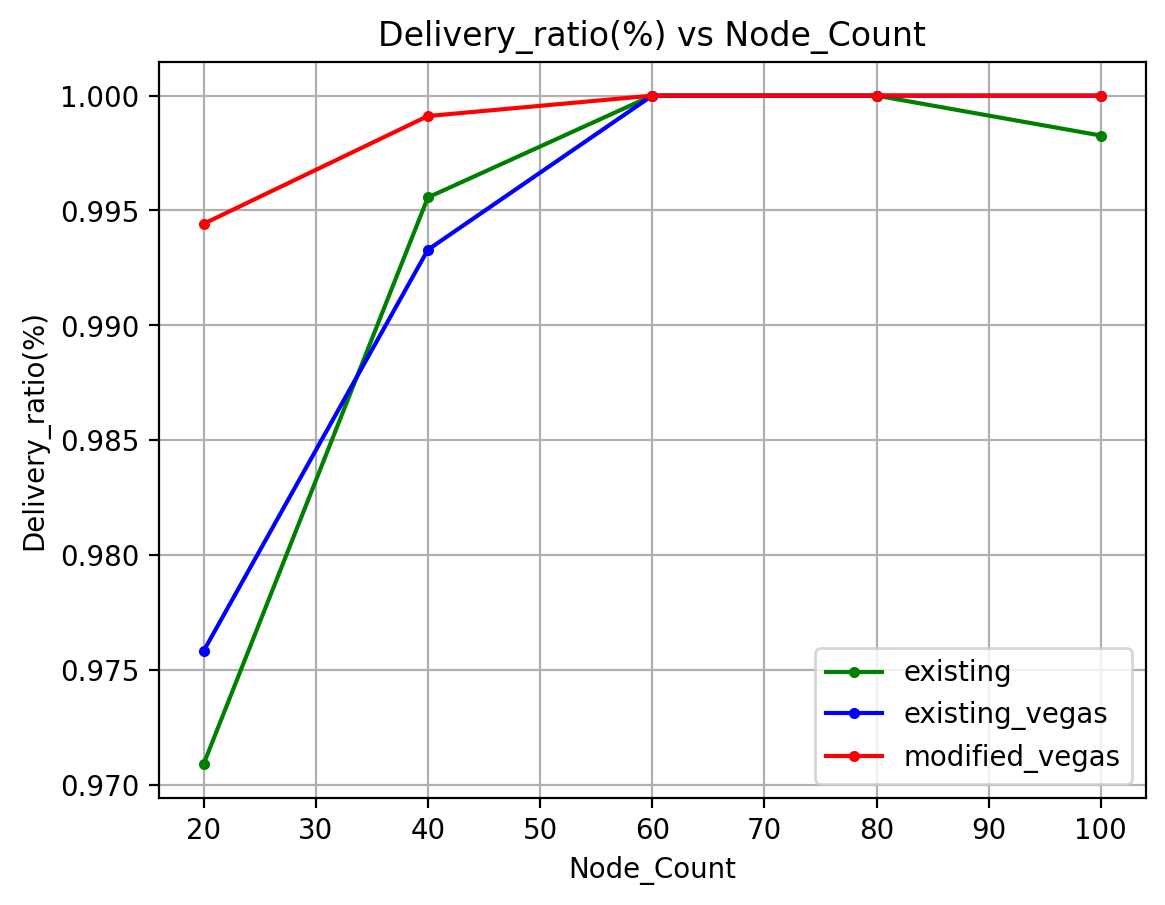 Delivery_ratio(%) vs Node_Count
Delivery_ratio(%)
1.000
0.995
0.990
0.985
0.980
0.975
0.970
20 30 40 50 60 70 80 90 100
Node_Count
existing
existing_vegas
modified_vegas